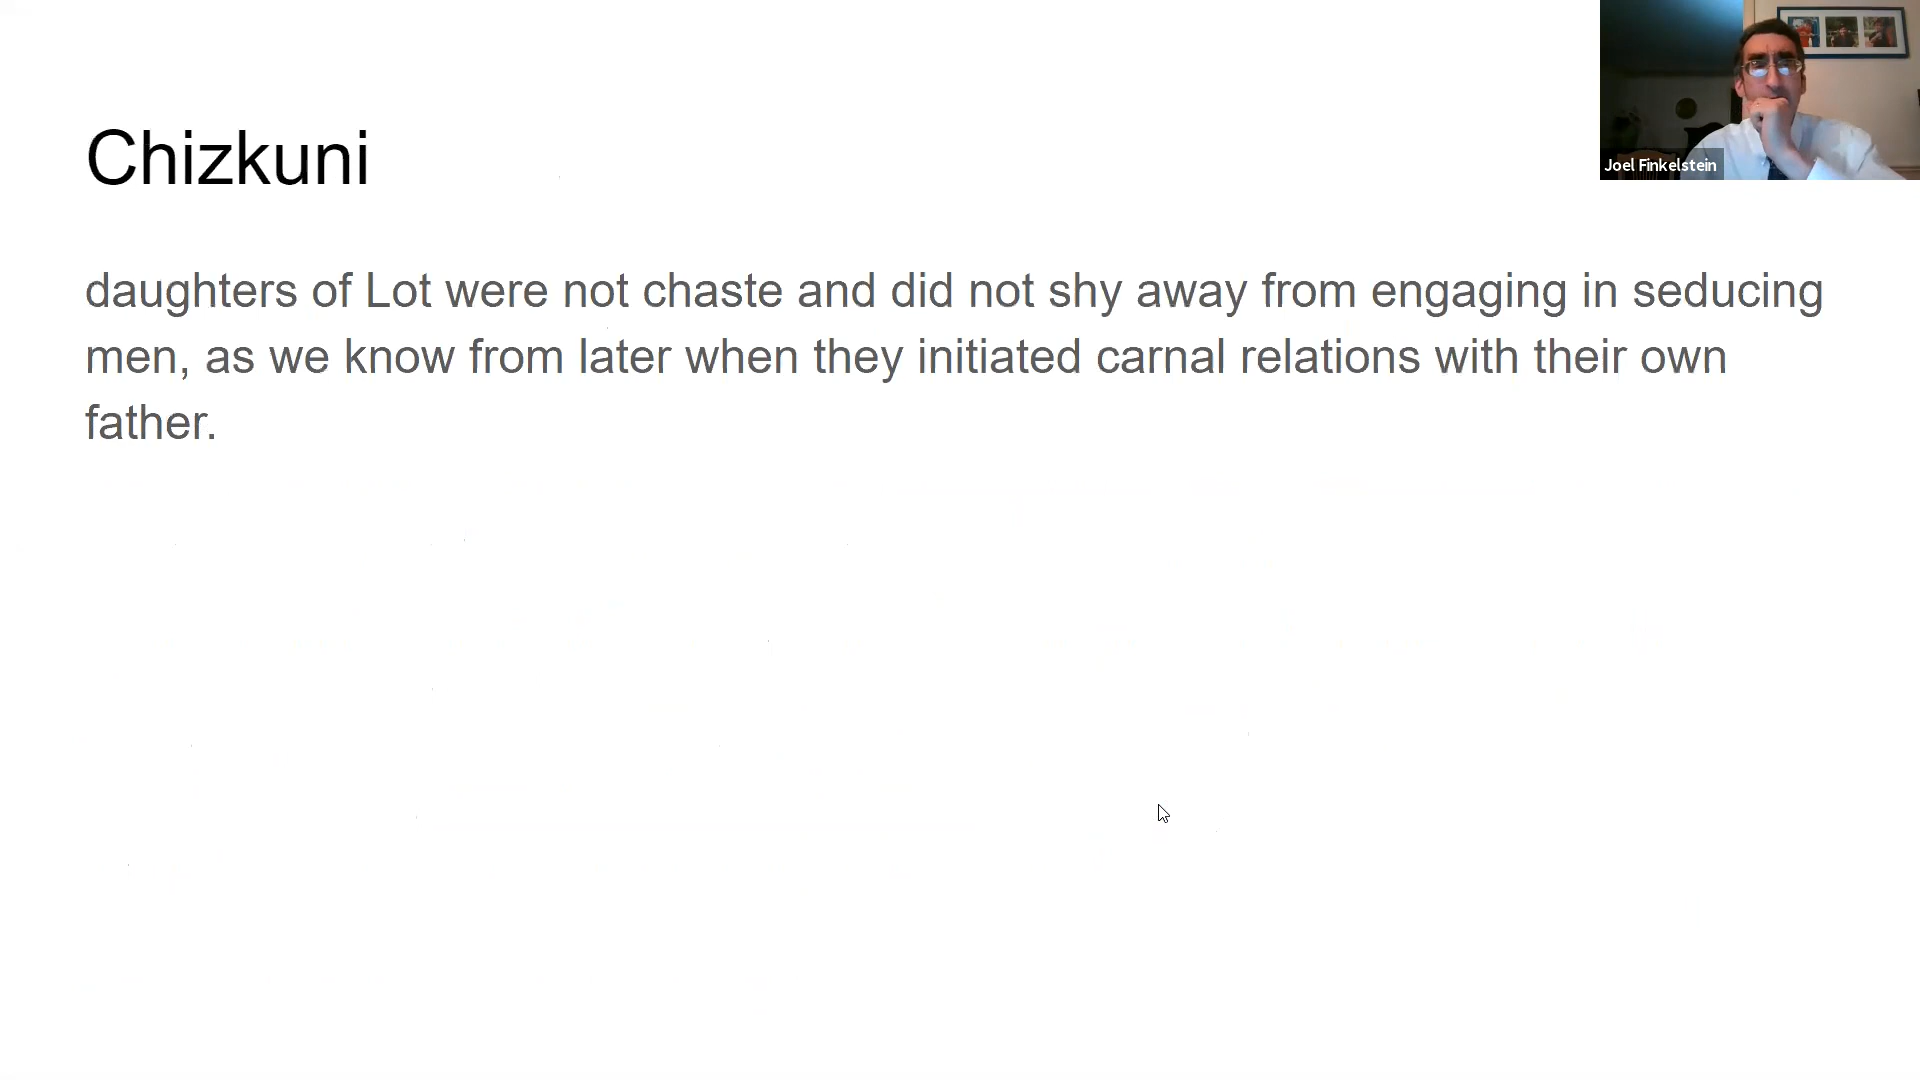 Chizkuni
daughters of Lot were not chaste and did not shy away from engaging in seducing
men, as we know from later when they initiated carnal relations with their own
father.
Joel Finkelstein